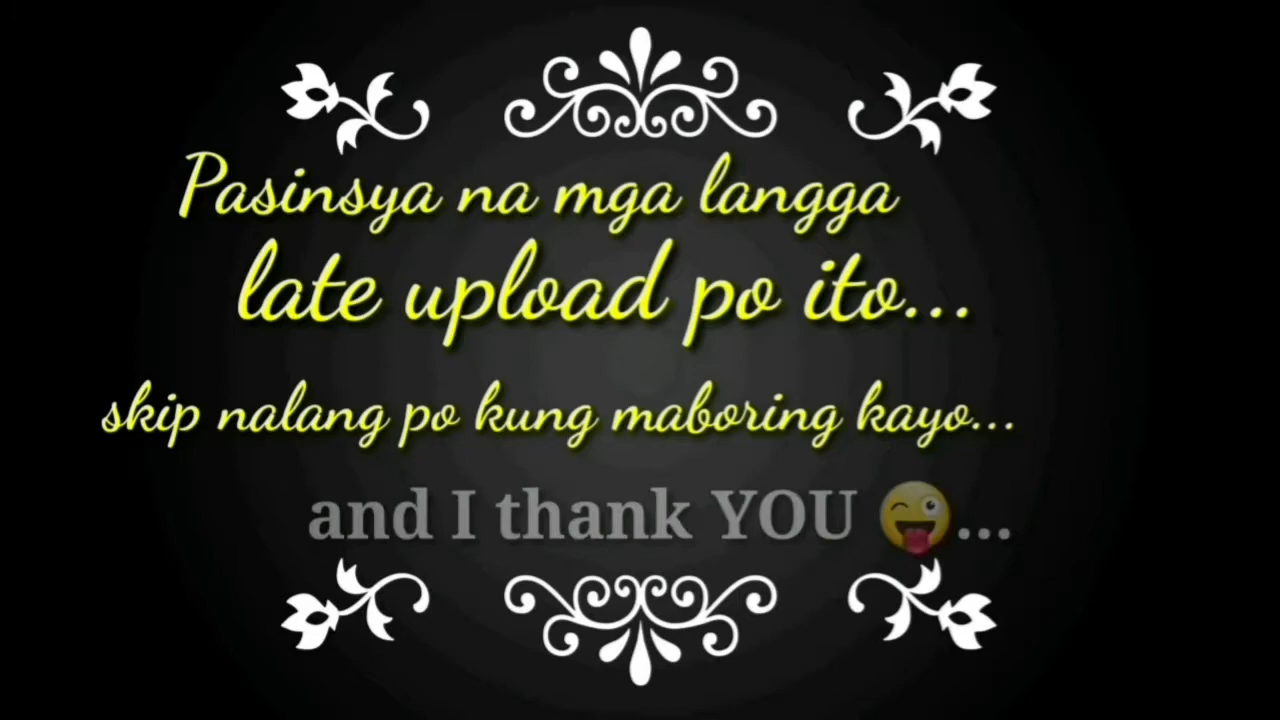 Pasinsya na mga langga
late upload po ito...
skip nalang po kung maboring kayo...
and I thank YOU 😜...